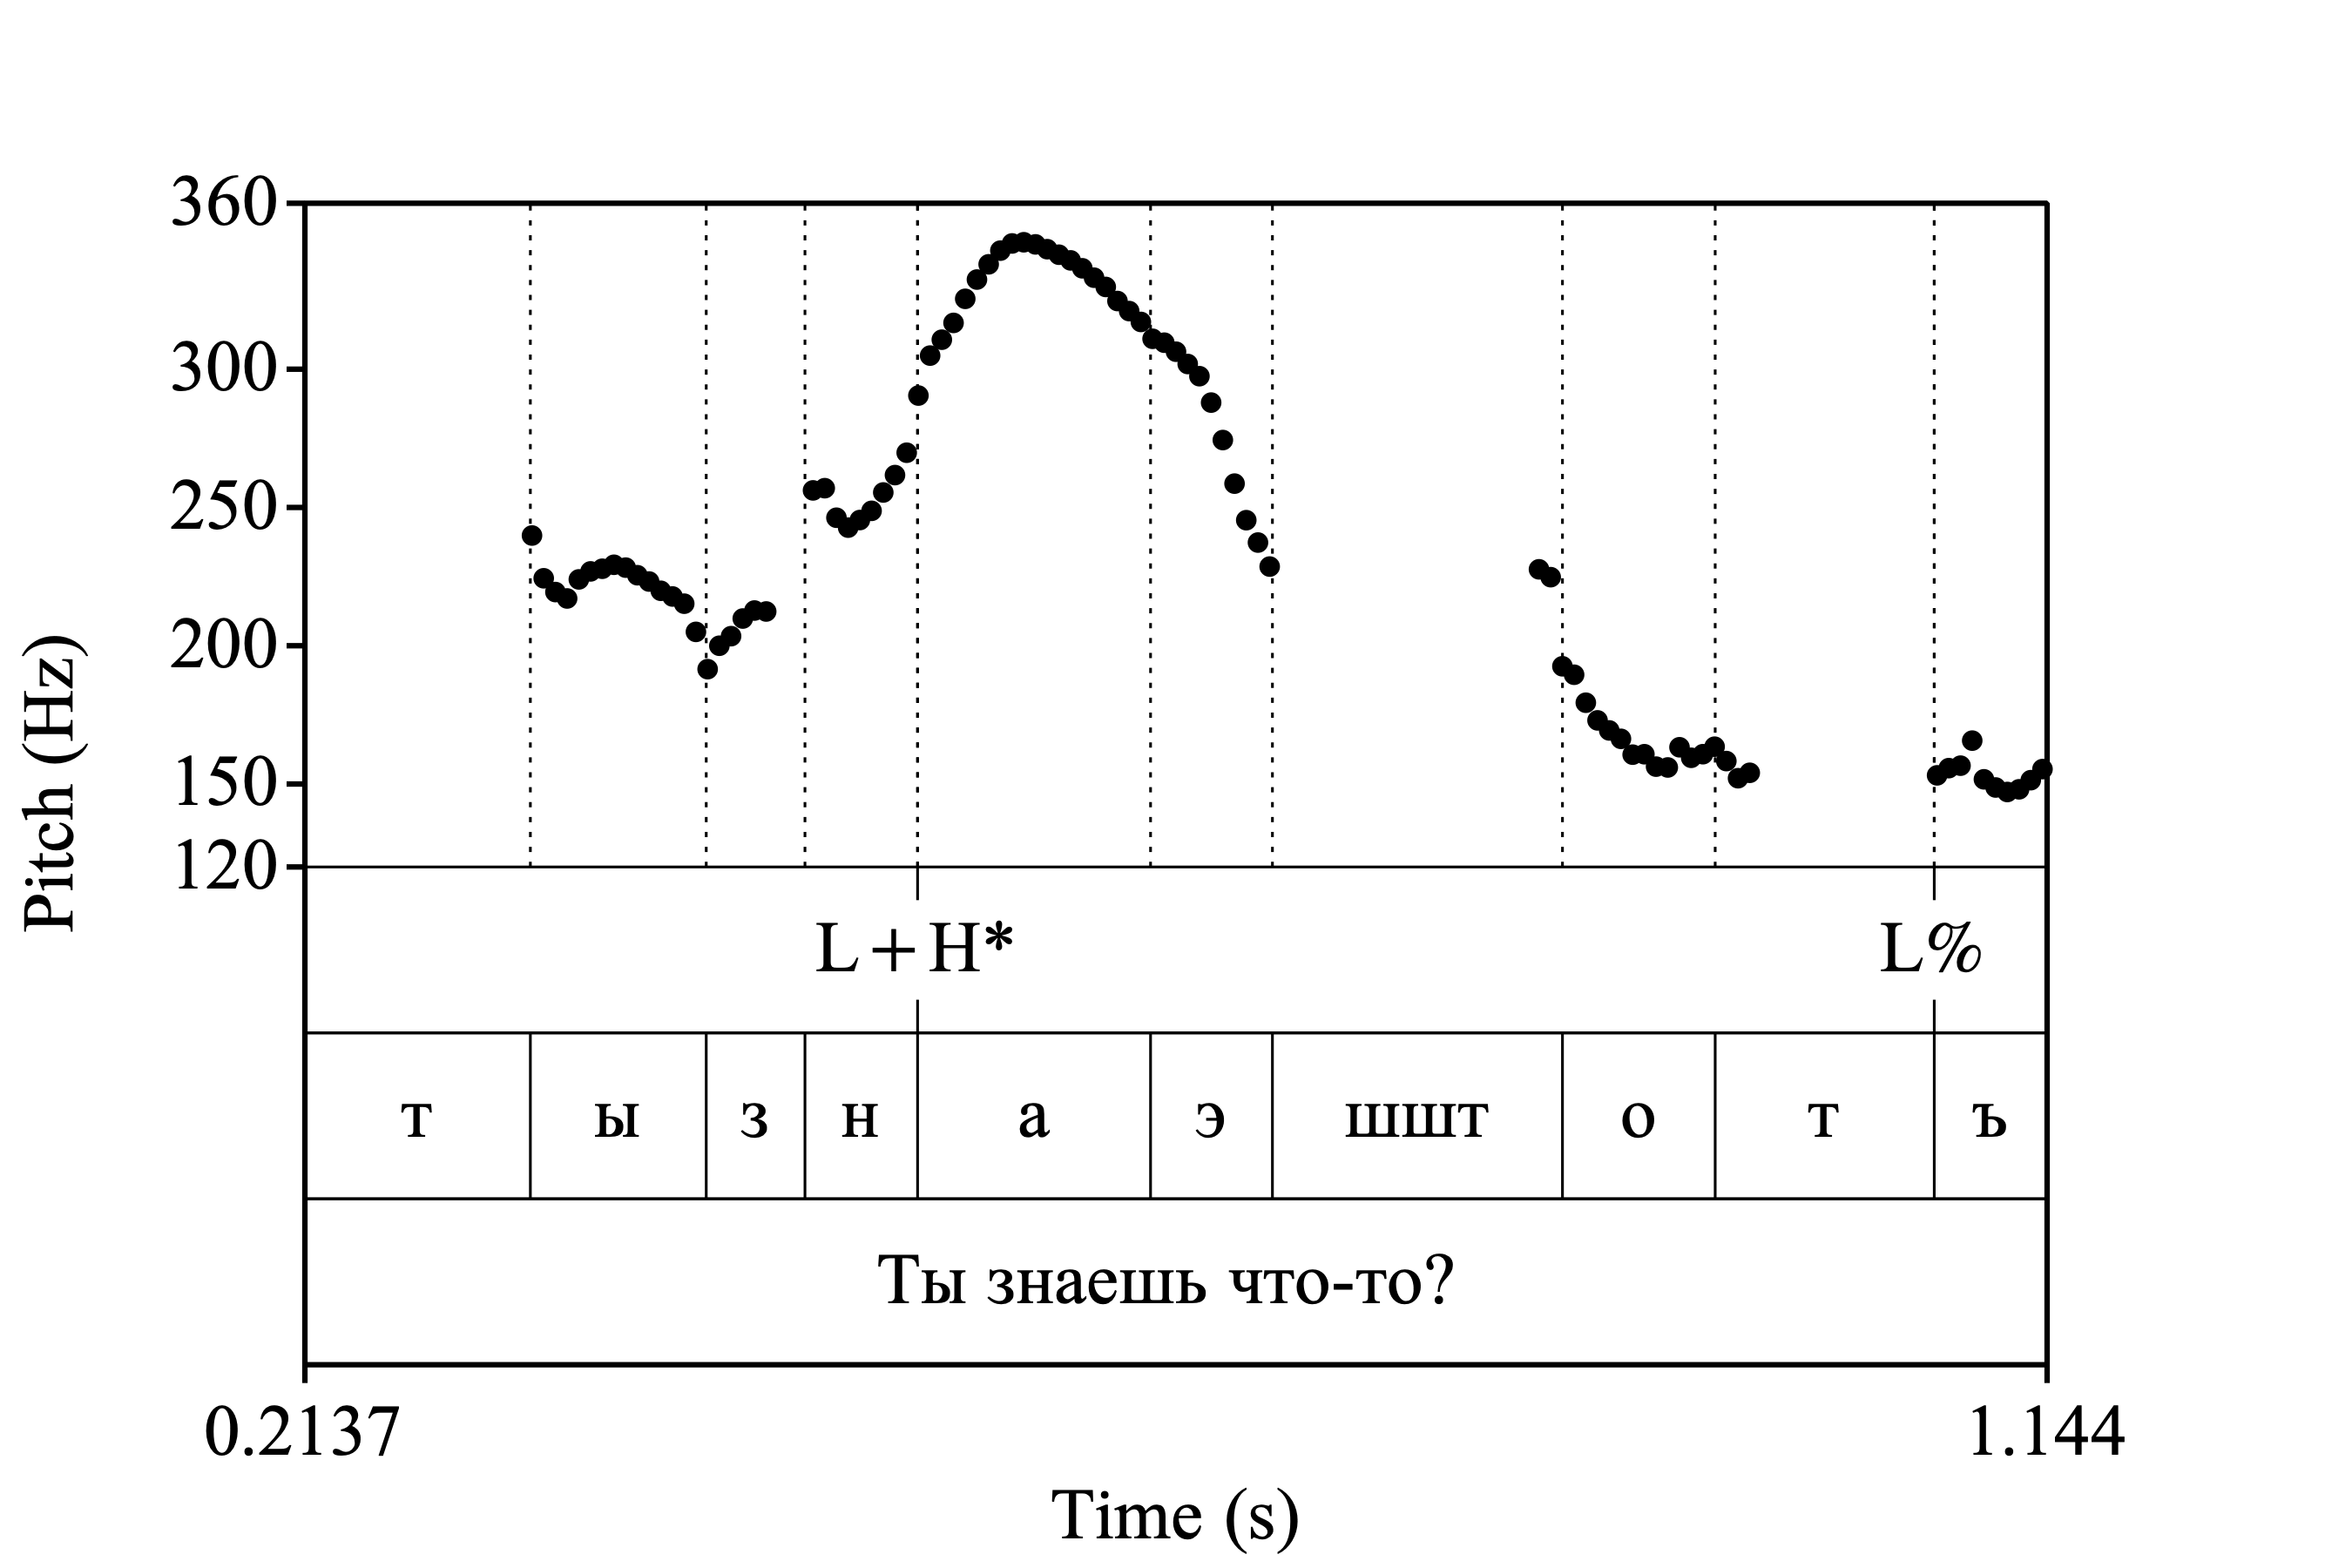 360
300
250
200
150
120
Pitch (Hz)
L+H* L%
т ы з н а э шшт о т ъ
Ты знаешь что-то?
0.2137 1.144
Time (s)